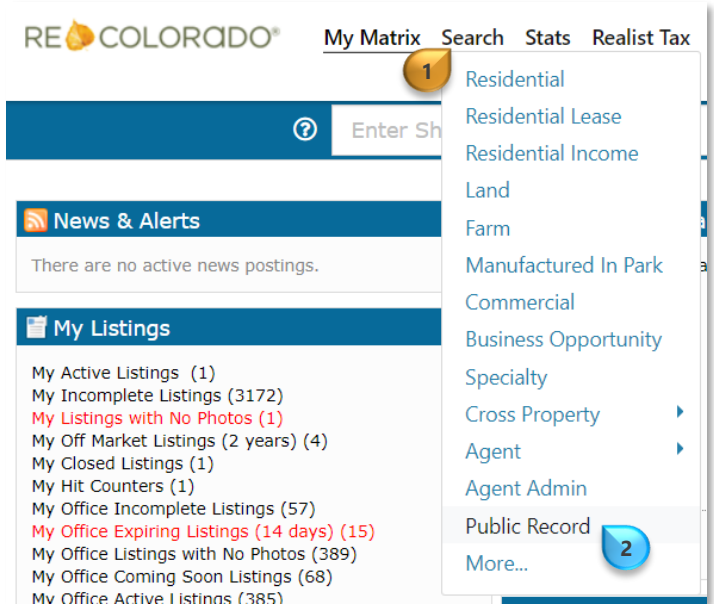 RECOLORADO®
My Matrix Search Stats Realist Tax
1
Residential
Residential Lease
Residential Income
Land
Farm
Manufactured In Park
Commercial
Business Opportunity
Specialty
Cross Property
Agent
Agent Admin
Public Record
2
More...
Enter Sh
News & Alerts
There are no active news postings.
My Listings
My Active Listings (1)
My Incomplete Listings (3172)
My Listings with No Photos (1)
My Off Market Listings (2 years) (4)
My Closed Listings (1)
My Hit Counters (1)
My Office Incomplete Listings (57)
My Office Expiring Listings (14 days) (15)
My Office Listings with No Photos (389)
My Office Coming Soon Listings (68)
My Office Active Listings (385)